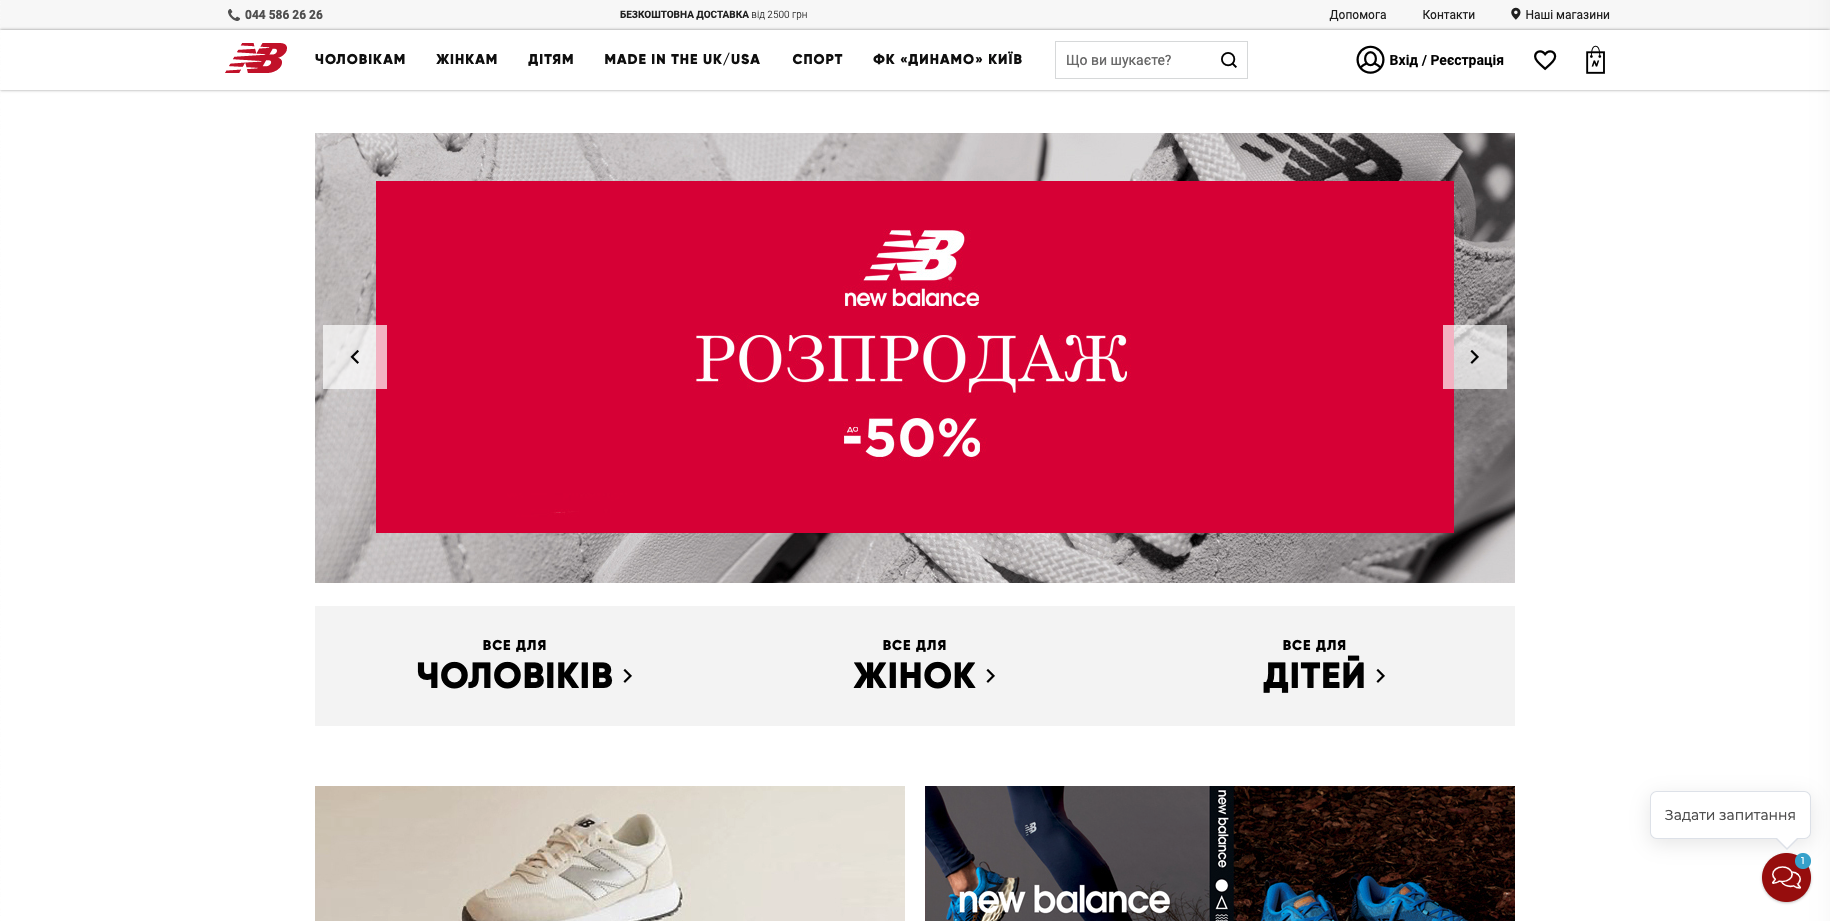 044 586 26 26
БЕЗКОШТОВНА ДОСТАВКА від 2500 грн
Допомога
Контакти
Наші магазини
ЧОЛОВІКАМ
ЖІНКАМ
ДІТЯМ
MADE IN THE UK/USA
СПОРТ
ФК «ДИНАМО» КИЇВ
Що ви шукаєте?
Вхід / Реєстрація
NB
new balance
РОЗПРОДАЖ
ДО
-50%
ВСЕ ДЛЯ
ЧОЛОВІКІВ
ВСЕ ДЛЯ
ЖІНОК
ВСЕ ДЛЯ
ДІТЕЙ
new balance
new balance
Задати запитання
1